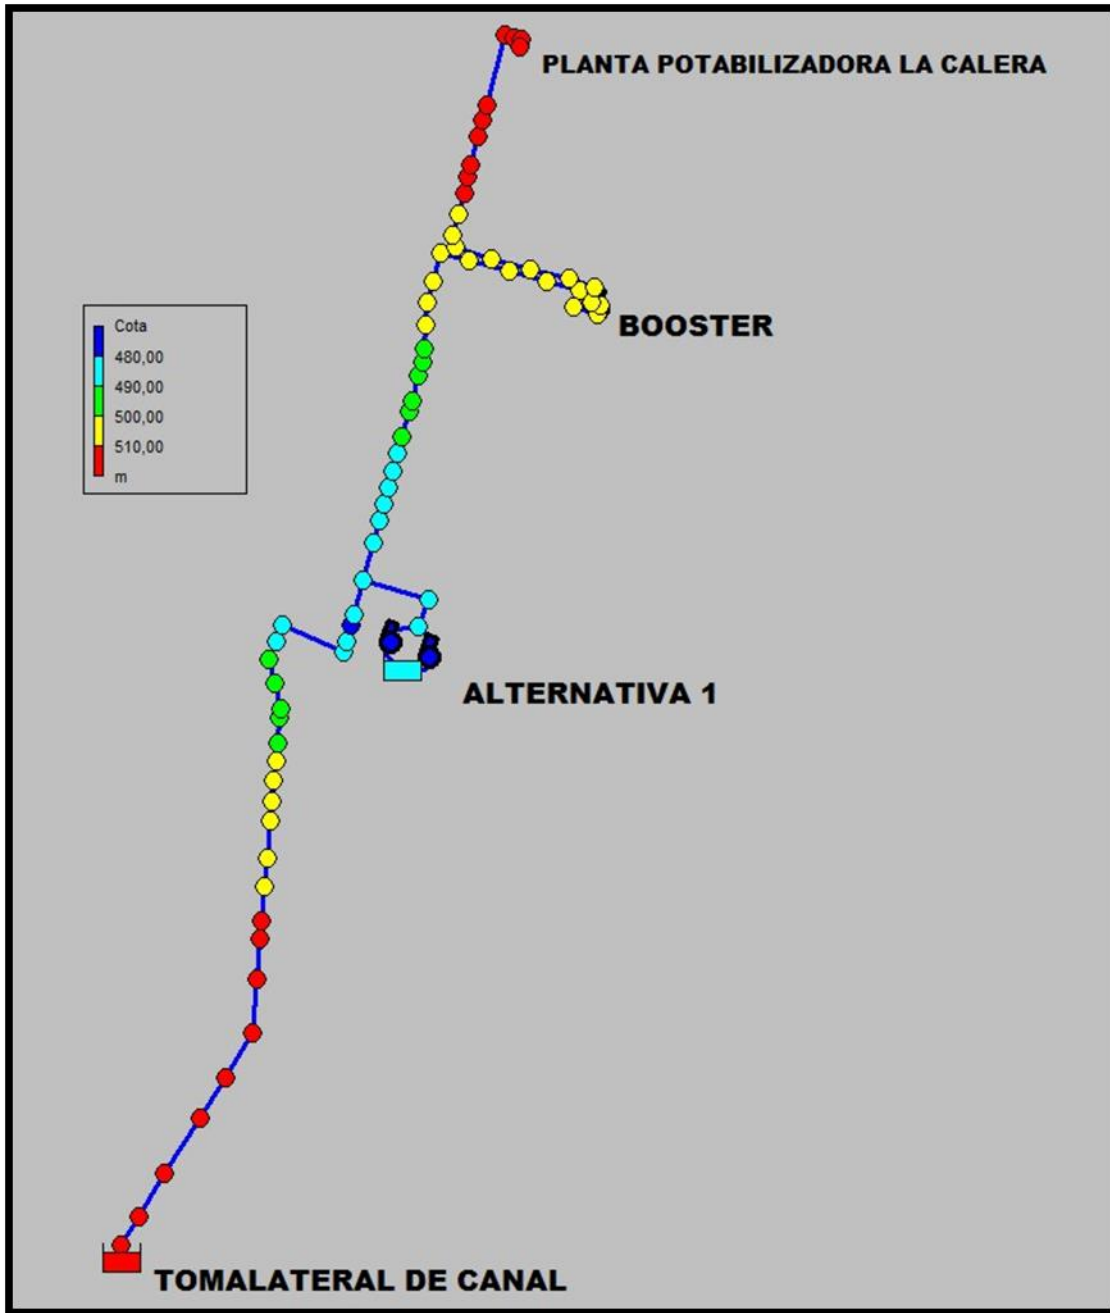 PLANTA POTABILIZADORA LA CALERA
BOOSTER
Cota
480,00
490,00
500,00
510,00
m
ALTERNATIVA 1
TOMALATERAL DE CANAL